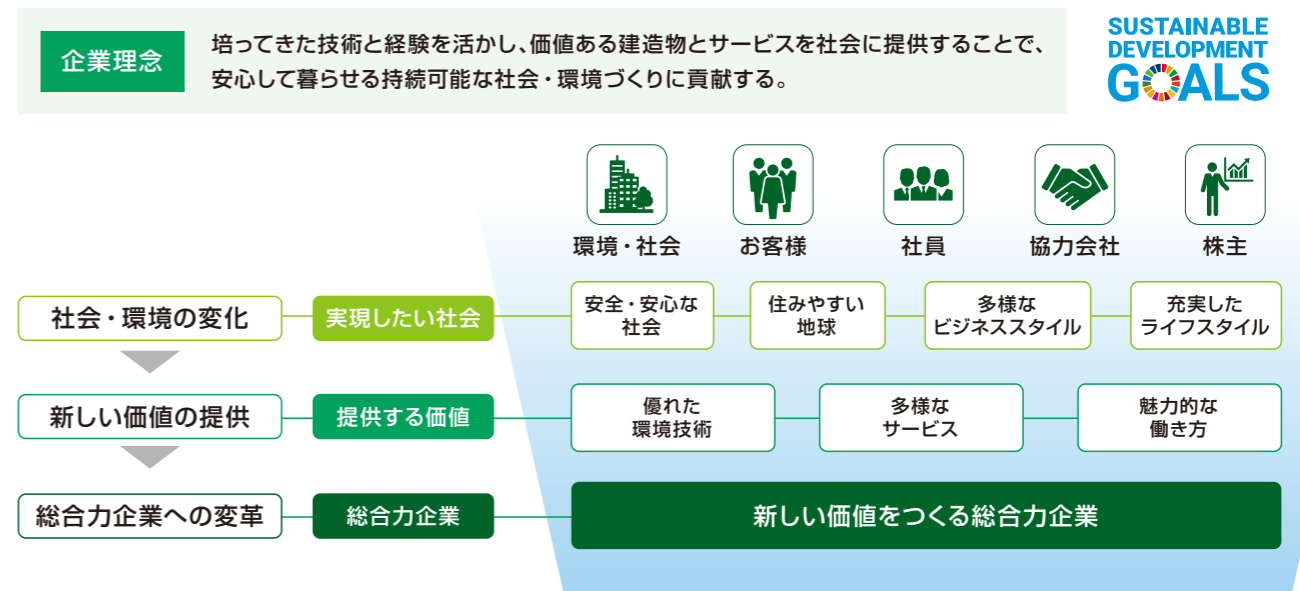 企業理念
培ってきた技術と経験を活かし、価値ある建造物とサービスを社会に提供することで、
安心して暮らせる持続可能な社会・環境づくりに貢献する。
SUSTAINABLE
DEVELOPMENT
GOALS
環境・社会
お客様
社員
協力会社
株主
社会・環境の変化
実現したい社会
安全・安心な
社会
住みやすい
地球
多様な
ビジネススタイル
充実した
ライフスタイル
新しい価値の提供
提供する価値
優れた
環境技術
多様な
サービス
魅力的な
働き方
総合力企業への変革
総合力企業
新しい価値をつくる総合力企業